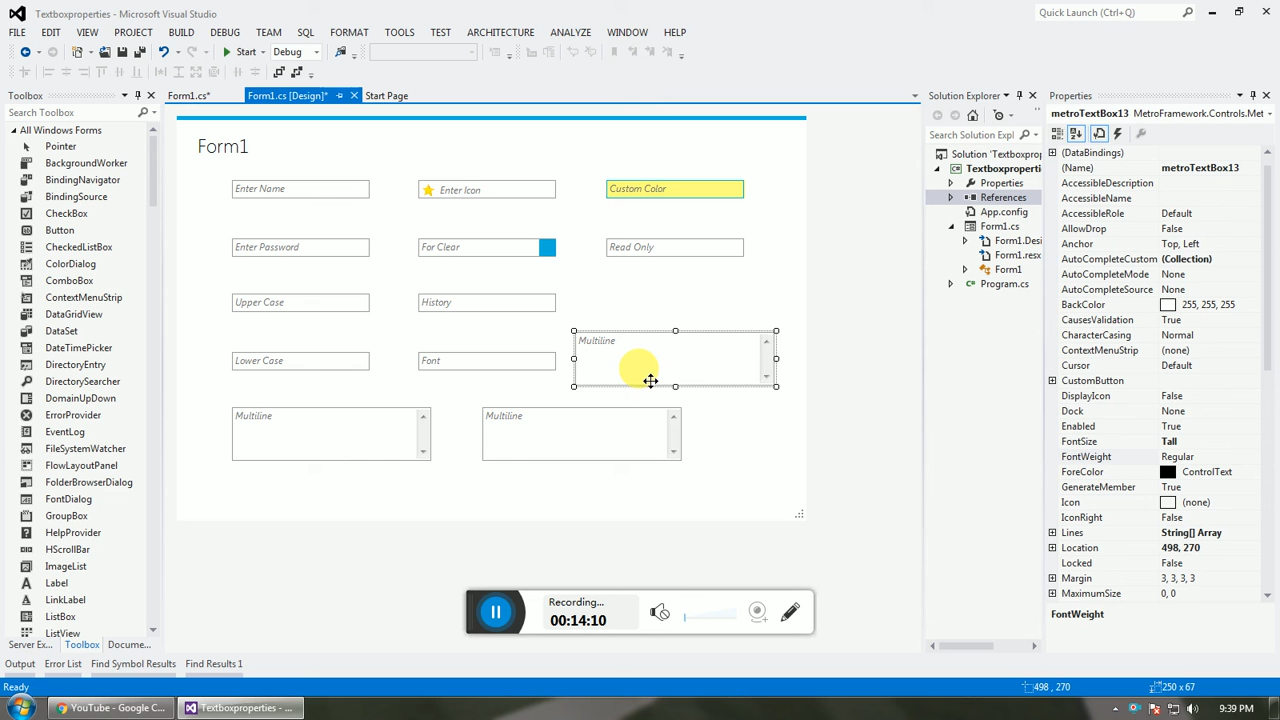 Textboxproperties - Microsoft Visual Studio
Quick Launch (Ctrl+Q)
FILE EDIT VIEW PROJECT BUILD DEBUG TEAM SQL FORMAT TOOLS TEST ARCHITECTURE ANALYZE WINDOW HELP
Start Debug
Toolbox
Search Toolbox
All Windows Forms
Pointer
BackgroundWorker
BindingNavigator
BindingSource
CheckBox
Button
CheckedListBox
ColorDialog
ComboBox
ContextMenuStrip
DataGridView
DataSet
DateTimePicker
DirectoryEntry
DirectorySearcher
DomainUpDown
ErrorProvider
EventLog
FileSystemWatcher
FlowLayoutPanel
FolderBrowserDialog
FontDialog
GroupBox
HelpProvider
HScrollBar
ImageList
Label
LinkLabel
ListBox
ListView
Server Ex... Toolbox Docume...
Form1.cs* Form1.cs [Design]* Start Page
Form1
Enter Name Enter Icon Custom Color
Enter Password For Clear Read Only
Upper Case History
Multiline
Lower Case Font
Multiline Multiline
Recording...
00:14:10
Solution Explorer
Search Solution Expl
Solution 'Textboxprop
Textboxpropertie
Properties
References
App.config
Form1.cs
Form1.Desi
Form1.resx
Form1
Program.cs
Properties
metroTextBox13 MetroFramework.Controls.Met
(DataBindings)
(Name) metroTextBox13
AccessibleDescription
AccessibleName
AccessibleRole Default
AllowDrop False
Anchor Top, Left
AutoCompleteCustom (Collection)
AutoCompleteMode None
AutoCompleteSource None
BackColor 255, 255, 255
CausesValidation True
CharacterCasing Normal
ContextMenuStrip (none)
Cursor Default
CustomButton
DisplayIcon False
Dock None
Enabled True
FontSize Tall
FontWeight Regular
ForeColor ControlText
GenerateMember True
Icon (none)
IconRight False
Lines String[] Array
Location 498, 270
Locked False
Margin 3, 3, 3, 3
MaximumSize 0, 0
FontWeight
Output Error List Find Symbol Results Find Results 1
Ready 498 , 270 250 x 67
YouTube - Google C... Textboxproperties - ... 9:39 PM